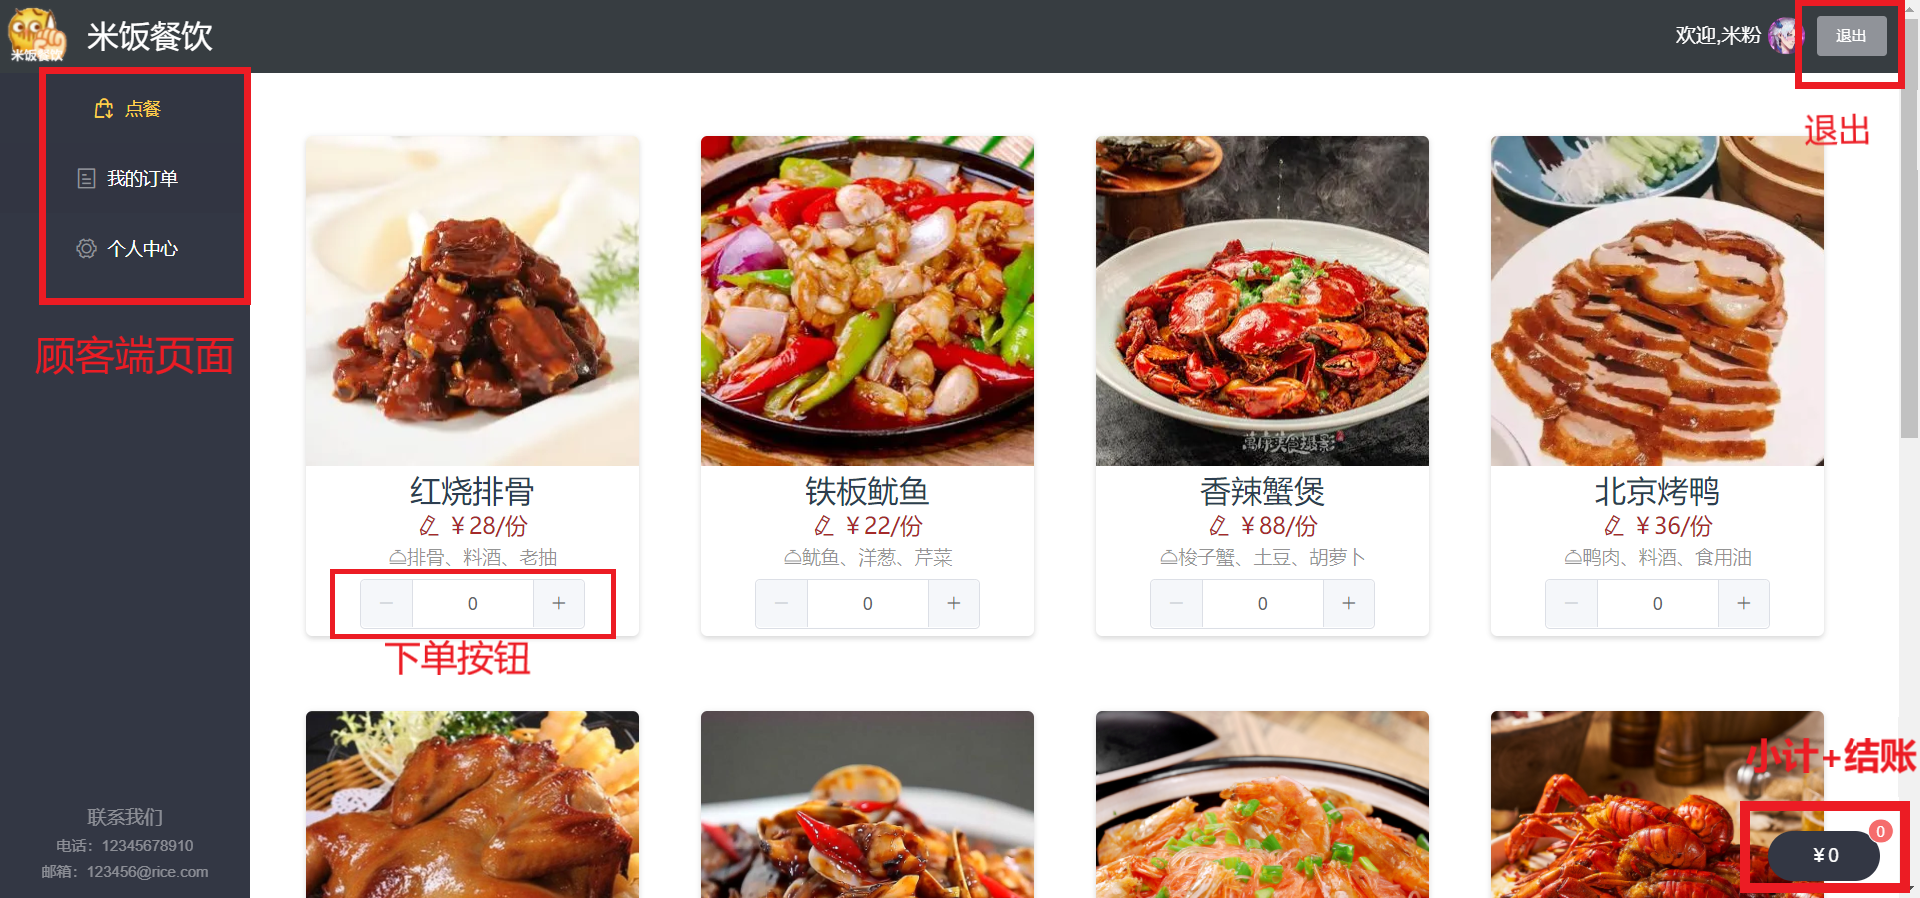 米饭餐饮
米饭餐饮
欢迎,米粉
退出
退出
点餐
我的订单
个人中心
顾客端页面
红烧排骨
¥28/份
排骨、料酒、老抽
0
下单按钮
铁板鱿鱼
¥22/份
鱿鱼、洋葱、芹菜
0
香辣蟹煲
¥88/份
梭子蟹、土豆、胡萝卜
0
北京烤鸭
¥36/份
鸭肉、料酒、食用油
0
小计+结账
0
¥0
联系我们
电话：12345678910
邮箱：123456@rice.com